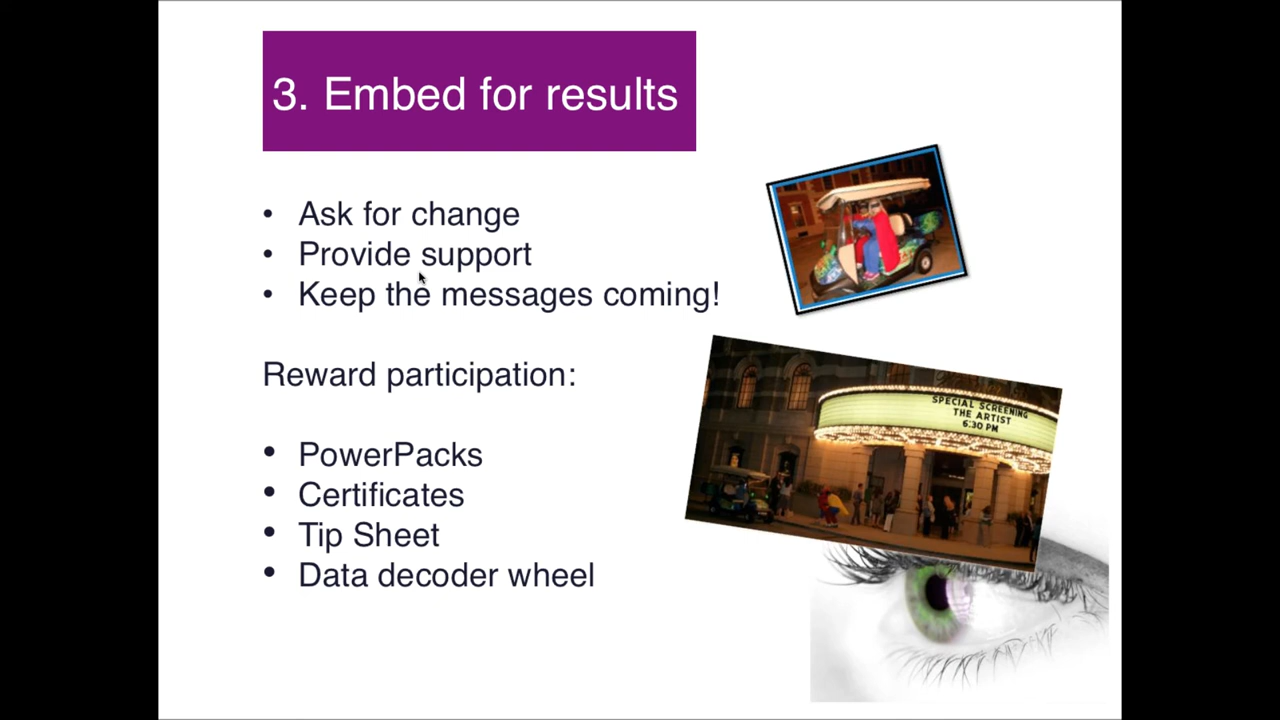 3. Embed for results
• Ask for change
• Provide support
• Keep the messages coming!
Reward participation:
• PowerPacks
• Certificates
• Tip Sheet
• Data decoder wheel
SPECIAL SCREENING
THE ARTIST
6:30 PM